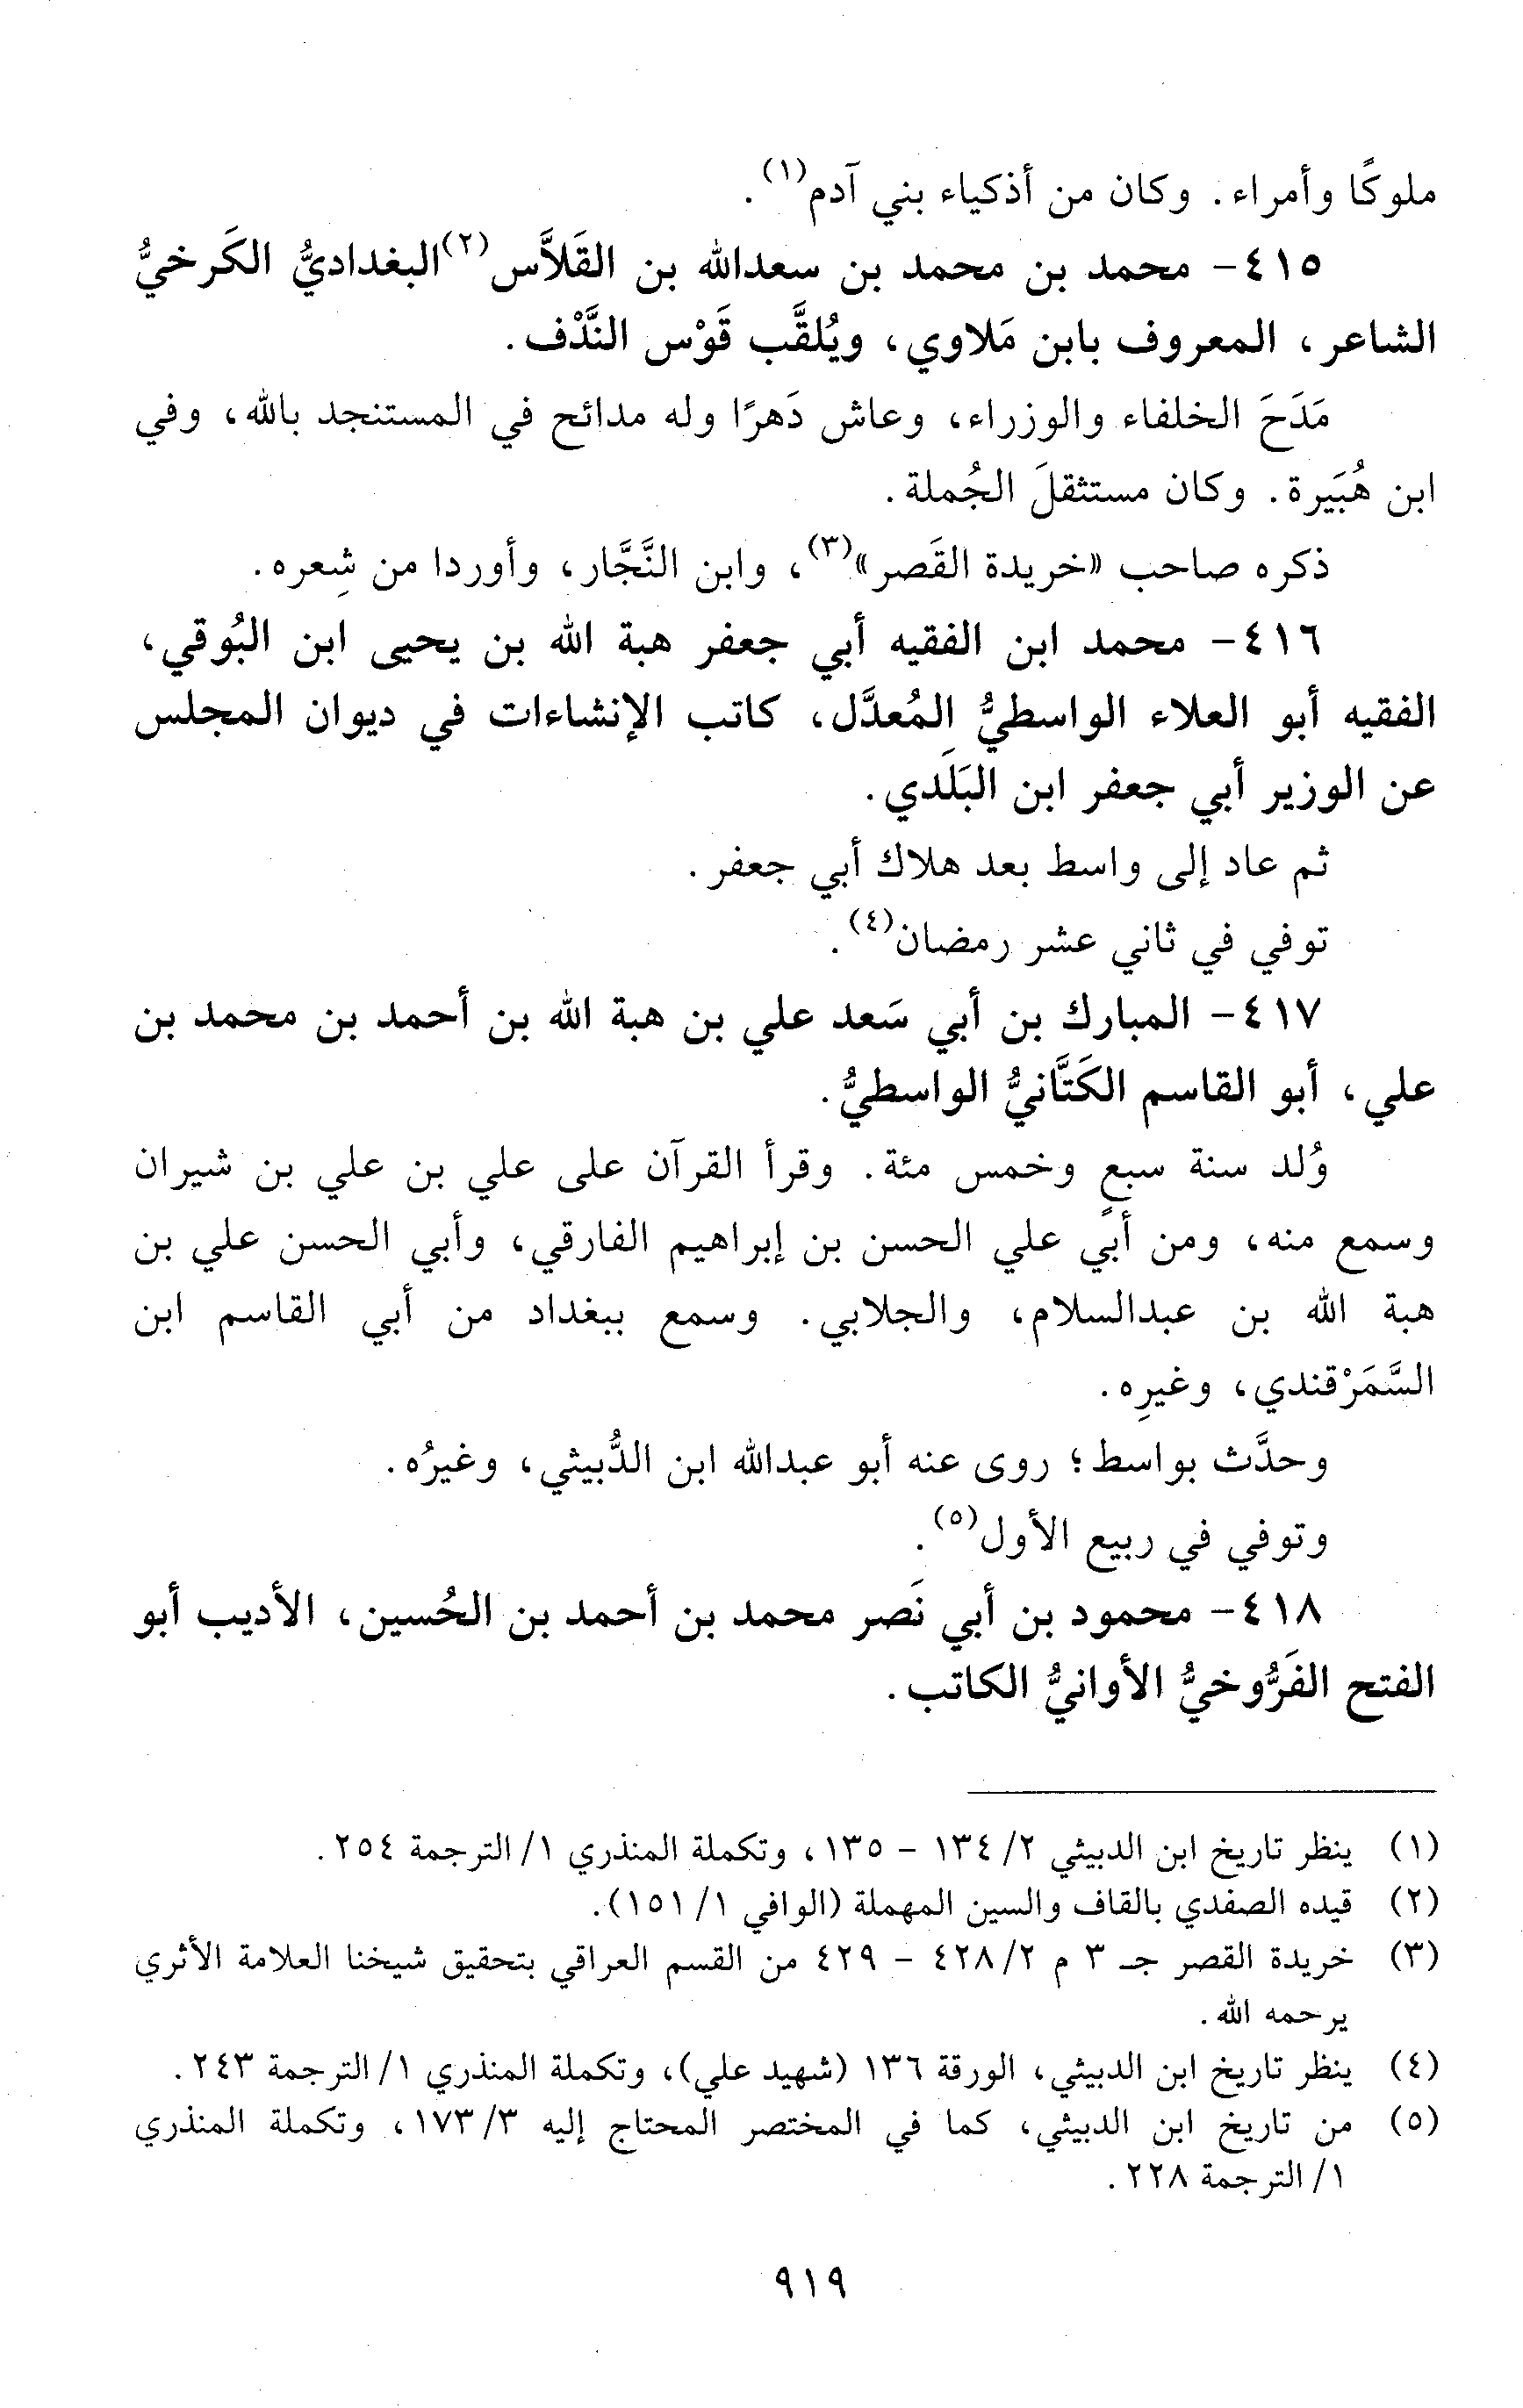 ملوكًا وأمراء. وكان من أذكياء بني آدم(١).
٤١٥- محمد بن محمد بن سعدالله بن القَلاَّس(٢) البغداديُّ الكَرخيُّ
الشاعر، المعروف بابن مَلاوي، ويُلقَّب قَوْس النَّدْف.
مَدَحَ الخلفاء والوزراء، وعاش دَهرًا وله مدائح في المستنجد بالله، وفي
ابن هُبَيرة. وكان مستثقلَ الجُملة.
ذكره صاحب «خريدة القَصر»(٣)، وابن النَّجَّار، وأوردا من شِعره.
٤١٦- محمد ابن الفقيه أبي جعفر هبة الله بن يحيى ابن البُوقي،
الفقيه أبو العلاء الواسطيُّ المُعدَّل، كاتب الإنشاءات في ديوان المجلس
عن الوزير أبي جعفر ابن البَلَدي.
ثم عاد إلى واسط بعد هلاك أبي جعفر.
توفي في ثاني عشر رمضان(٤).
٤١٧- المبارك بن أبي سَعد علي بن هبة الله بن أحمد بن محمد بن
علي، أبو القاسم الكَتَّانيُّ الواسطيُّ.
وُلد سنة سبعٍ وخمس مئة. وقرأ القرآن على علي بن علي بن شيران
وسمع منه، ومن أبي علي الحسن بن إبراهيم الفارقي، وأبي الحسن علي بن
هبة الله بن عبدالسلام، والجلابي. وسمع ببغداد من أبي القاسم ابن
السَّمَرْقندي، وغيرِه.
وحدَّث بواسط؛ روى عنه أبو عبدالله ابن الدُّبيثي، وغيرُه.
وتوفي في ربيع الأول(٥).
٤١٨- محمود بن أبي نَصر محمد بن أحمد بن الحُسين، الأديب أبو
الفتح الفَرُّوخيُّ الأوانيُّ الكاتب.
(١) ينظر تاريخ ابن الدبيثي ٢/ ١٣٤ - ١٣٥، وتكملة المنذري ١/ الترجمة ٢٥٤.
(٢) قيده الصفدي بالقاف والسين المهملة (الوافي ١/ ١٥١).
(٣) خريدة القصر جـ ٣ م ٢/ ٤٢٨ - ٤٢٩ من القسم العراقي بتحقيق شيخنا العلامة الأثري
يرحمه الله.
(٤) ينظر تاريخ ابن الدبيثي، الورقة ١٣٦ (شهيد علي)، وتكملة المنذري ١/ الترجمة ٢٤٣.
(٥) من تاريخ ابن الدبيثي، كما في المختصر المحتاج إليه ٣/ ١٧٣، وتكملة المنذري
١/ الترجمة ٢٢٨.
٩١٩